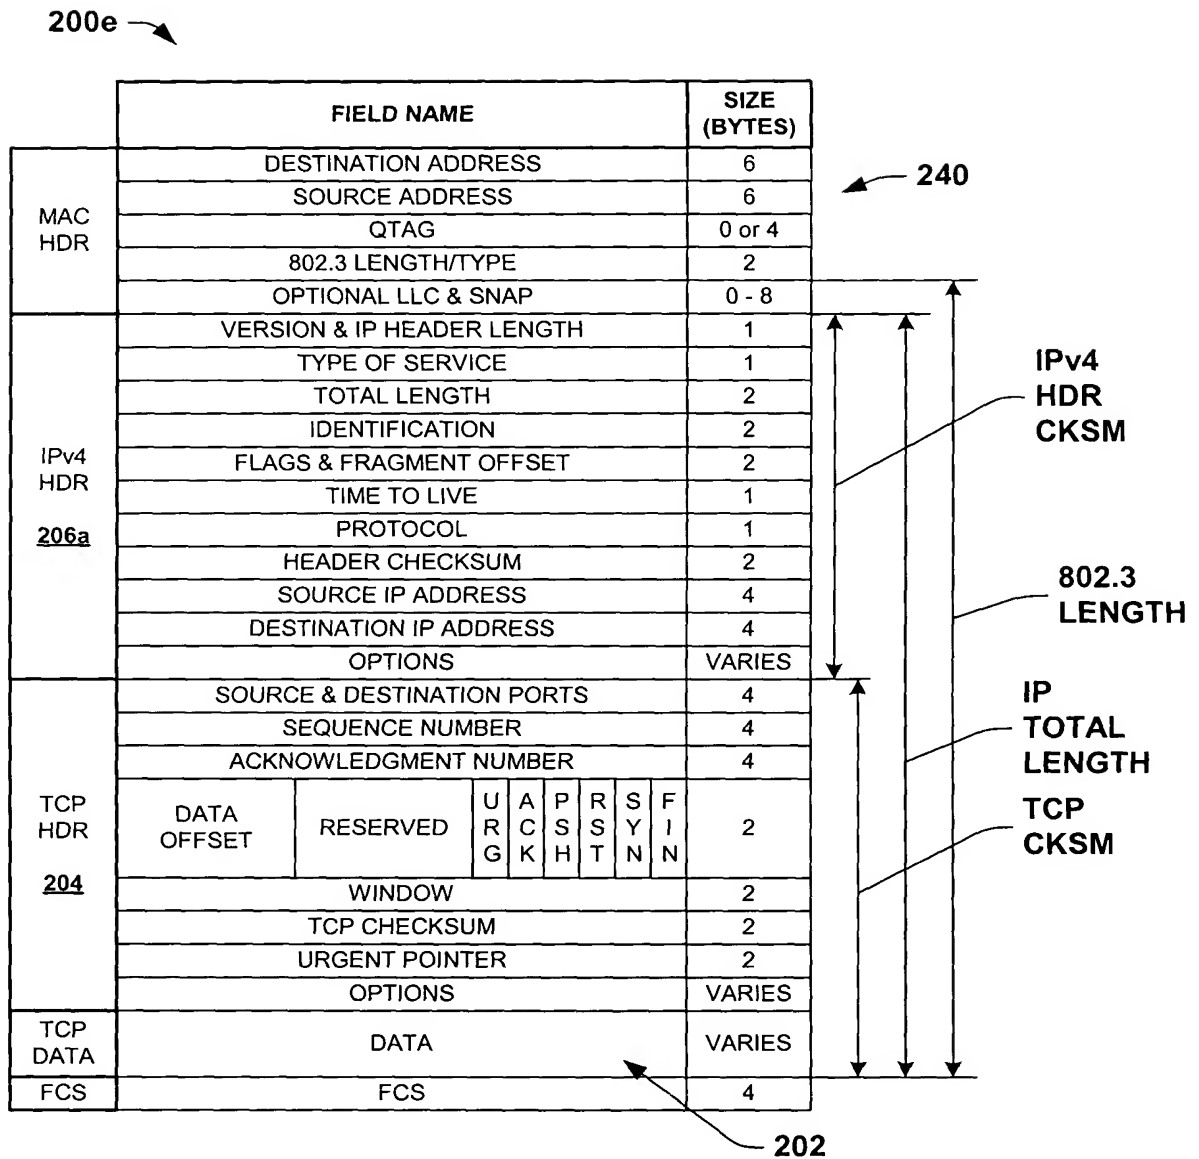 200e
FIELD NAME
SIZE
(BYTES)
240
MAC
HDR
DESTINATION ADDRESS 6
SOURCE ADDRESS 6
QTAG 0 or 4
802.3 LENGTH/TYPE 2
OPTIONAL LLC & SNAP 0 - 8
IPv4
HDR
206a
VERSION & IP HEADER LENGTH 1
TYPE OF SERVICE 1
TOTAL LENGTH 2
IDENTIFICATION 2
FLAGS & FRAGMENT OFFSET 2
TIME TO LIVE 1
PROTOCOL 1
HEADER CHECKSUM 2
SOURCE IP ADDRESS 4
DESTINATION IP ADDRESS 4
OPTIONS VARIES
TCP
HDR
204
SOURCE & DESTINATION PORTS 4
SEQUENCE NUMBER 4
ACKNOWLEDGMENT NUMBER 4
DATA
OFFSET
RESERVED
URG
ACK
PSH
RST
SYN
FIN
2
WINDOW 2
TCP CHECKSUM 2
URGENT POINTER 2
OPTIONS VARIES
TCP
DATA
DATA VARIES
FCS FCS 4
IPv4
HDR
CKSM
802.3
LENGTH
IP
TOTAL
LENGTH
TCP
CKSM
202